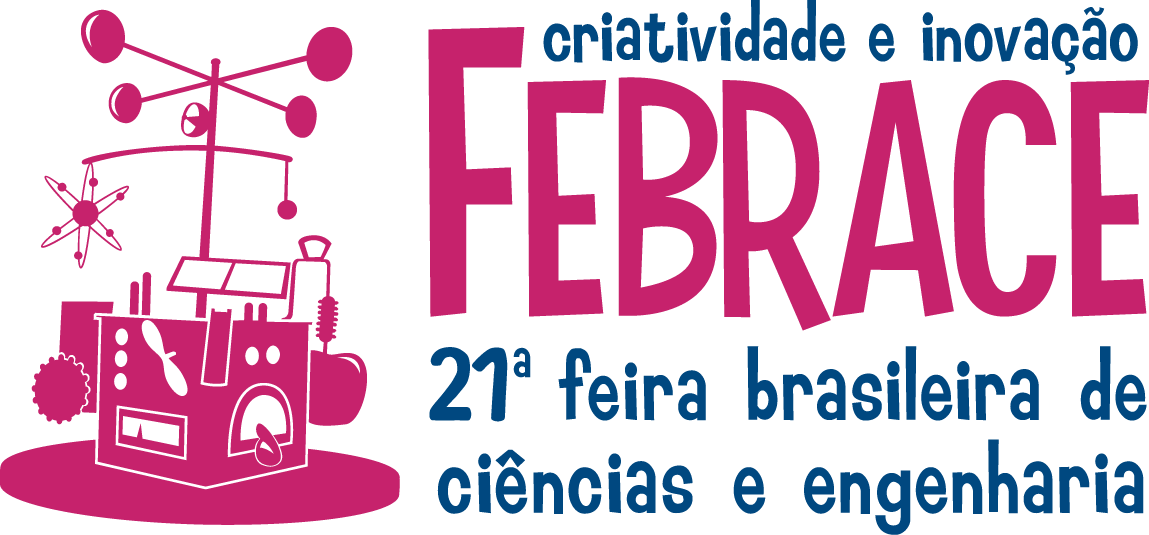 criatividade e inovação
FEBRACE
21ª feira brasileira de
ciências e engenharia